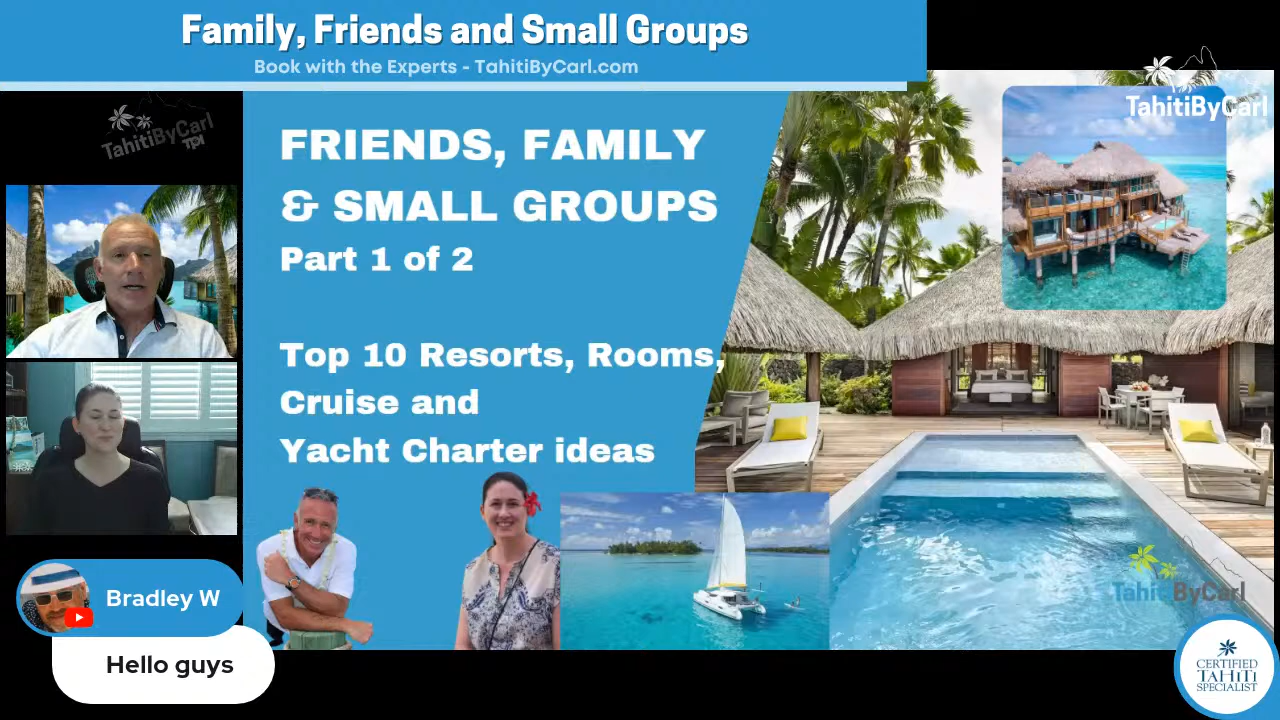 Family, Friends and Small Groups
Book with the Experts - TahitiByCarl.com
TahitiByCarl
TahitiByCarl
TPI
FRIENDS, FAMILY
& SMALL GROUPS
Part 1 of 2
Top 10 Resorts, Rooms,
Cruise and
Yacht Charter ideas
Bradley W
Hello guys
TahitiByCarl
CERTIFIED
TAHITI
SPECIALIST